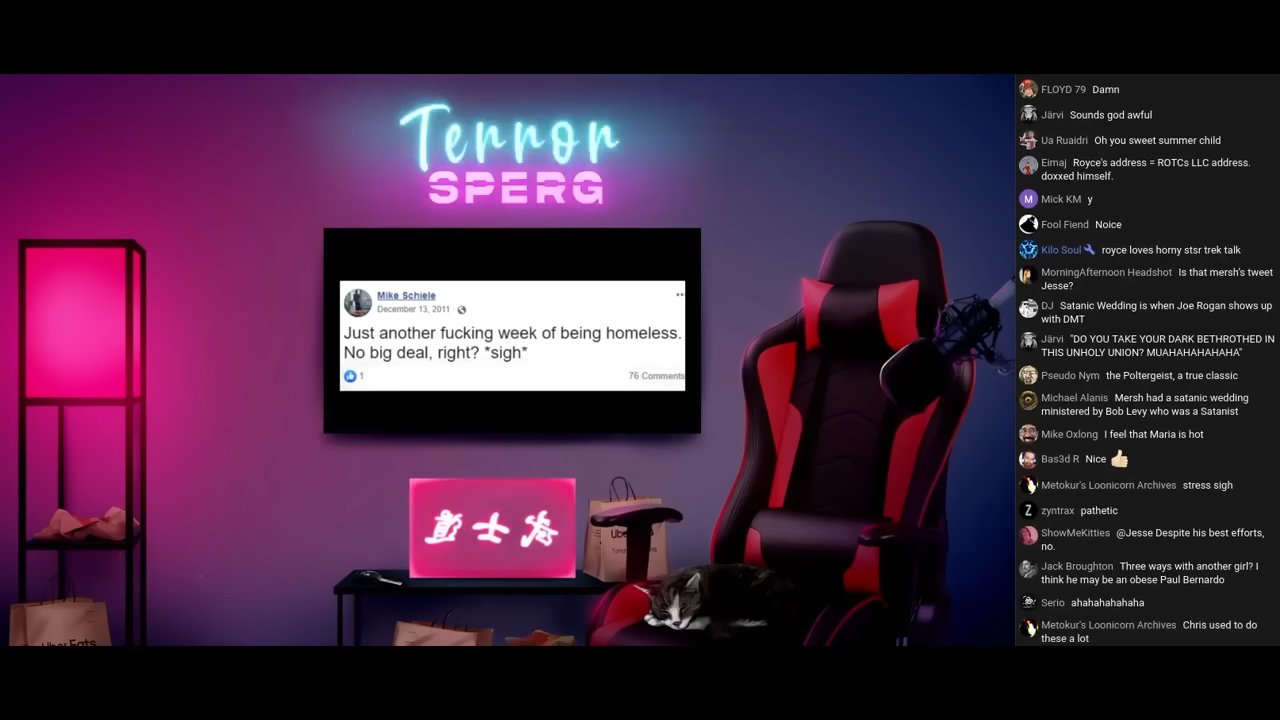 Terror
SPERG
Mike Schiele
December 13, 2011
Just another fucking week of being homeless.
No big deal, right? *sigh*
1
76 Comments
Uber Eats
FLOYD 79 Damn
Järvi Sounds god awful
Ua Ruaidri Oh you sweet summer child
Eimaj Royce's address = ROTCs LLC address.
doxxed himself.
M Mick KM y
Fool Fiend Noice
Kilo Soul royce loves horny stsr trek talk
MorningAfternoon Headshot Is that mersh's tweet
Jesse?
DJ Satanic Wedding is when Joe Rogan shows up
with DMT
Järvi "DO YOU TAKE YOUR DARK BETHROTHED IN
THIS UNHOLY UNION? MUAHAHAHAHAHA"
Pseudo Nym the Poltergeist, a true classic
Michael Alanis Mersh had a satanic wedding
ministered by Bob Levy who was a Satanist
Mike Oxlong I feel that Maria is hot
Bas3d R Nice 👍
Metokur's Loonicorn Archives stress sigh
Z zyntrax pathetic
ShowMeKitties @Jesse Despite his best efforts,
no.
Jack Broughton Three ways with another girl? I
think he may be an obese Paul Bernardo
Serio ahahahahahaha
Metokur's Loonicorn Archives Chris used to do
these a lot